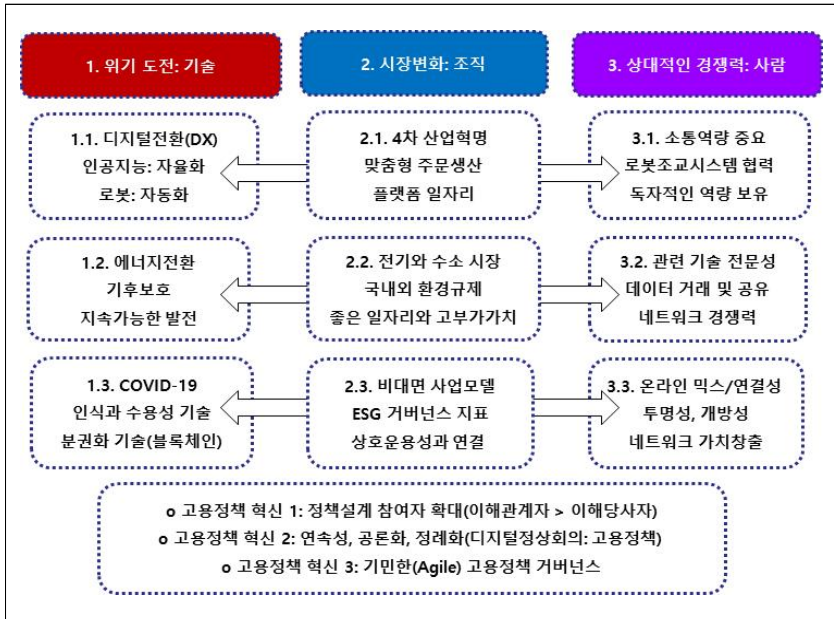 1. 위기 도전: 기술
2. 시장변화: 조직
3. 상대적인 경쟁력: 사람
1.1. 디지털전환(DX)
인공지능: 자율화
로봇: 자동화
2.1. 4차 산업혁명
맞춤형 주문생산
플랫폼 일자리
3.1. 소통역량 중요
로봇조교시스템 협력
독자적인 역량 보유
1.2. 에너지전환
기후보호
지속가능한 발전
2.2. 전기와 수소 시장
국내외 환경규제
좋은 일자리와 고부가가치
3.2. 관련 기술 전문성
데이터 거래 및 공유
네트워크 경쟁력
1.3. COVID-19
인식과 수용성 기술
분권화 기술(블록체인)
2.3. 비대면 사업모델
ESG 거버넌스 지표
상호운용성과 연결
3.3. 온라인 믹스/연결성
투명성, 개방성
네트워크 가치창출
o 고용정책 혁신 1: 정책설계 참여자 확대(이해관계자 > 이해당사자)
o 고용정책 혁신 2: 연속성, 공론화, 정례화(디지털정상회의: 고용정책)
o 고용정책 혁신 3: 기민한(Agile) 고용정책 거버넌스